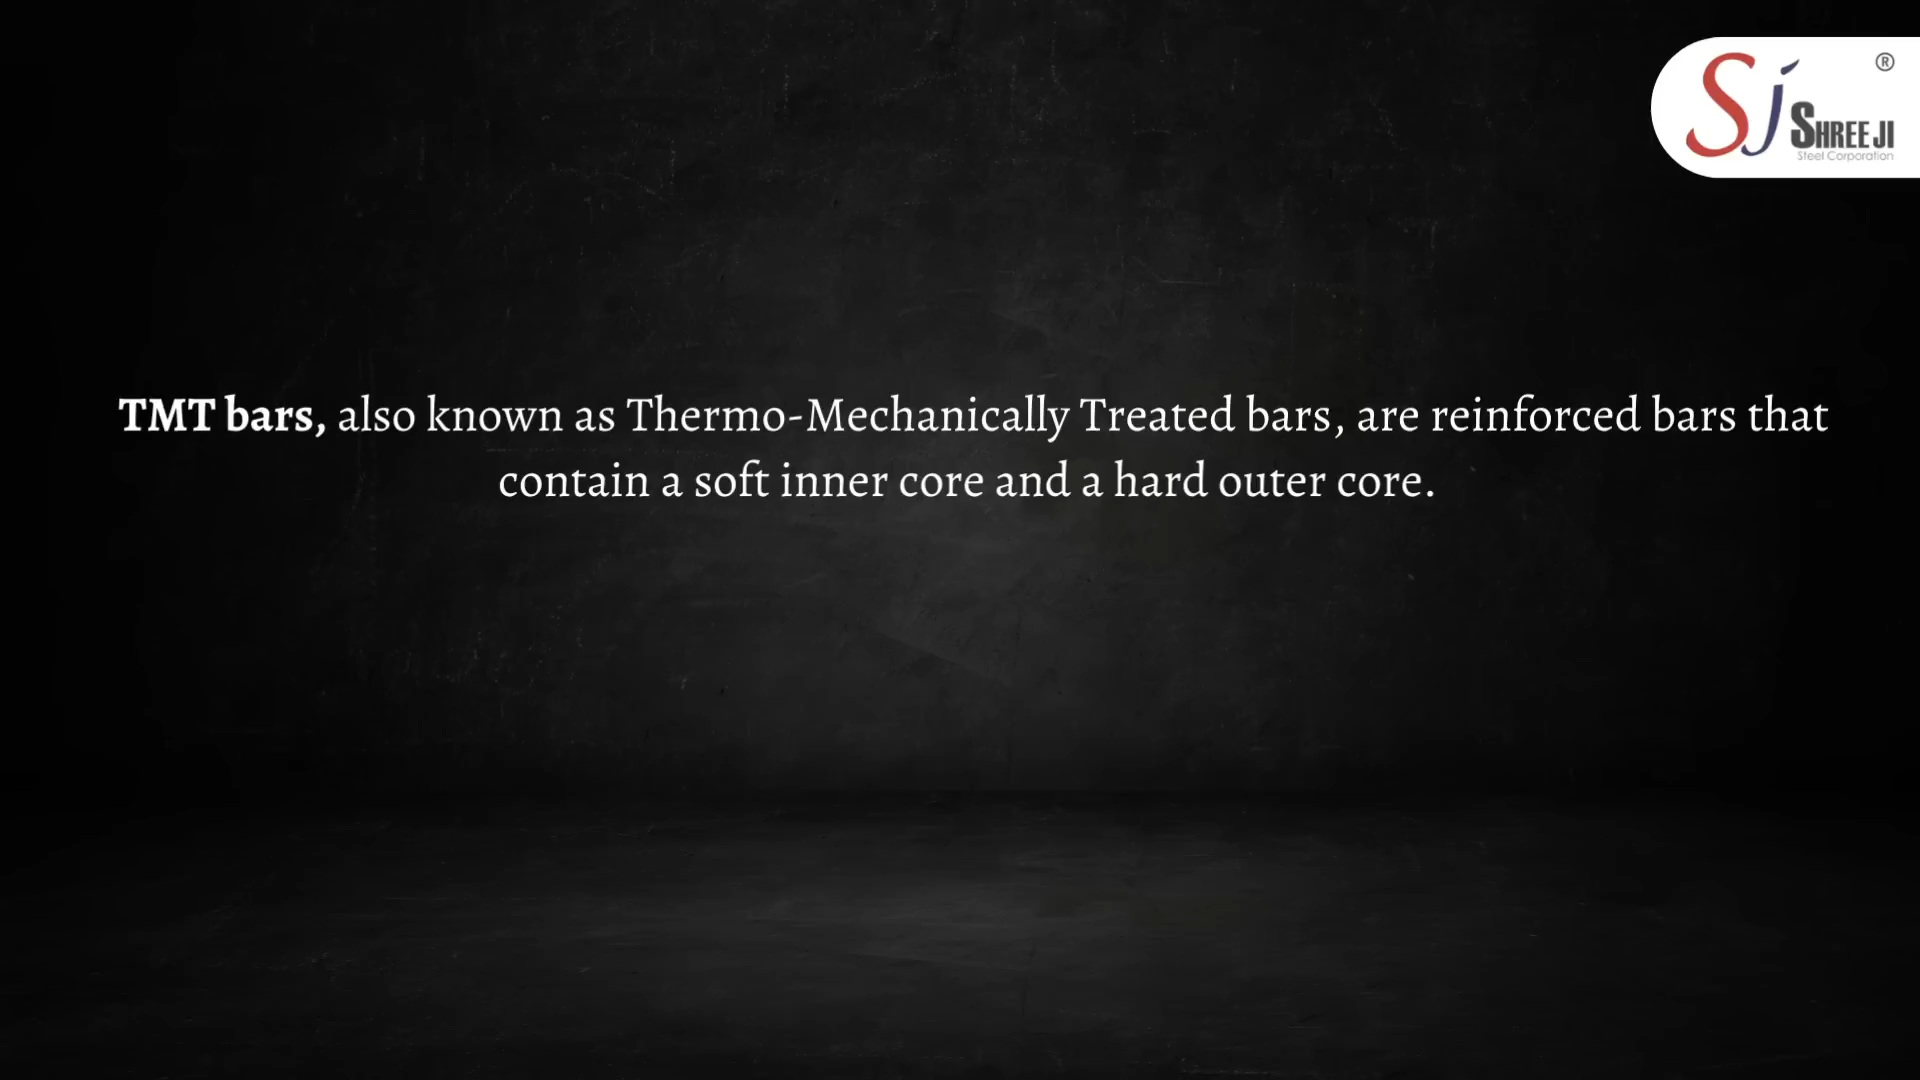 Sj
®
SHREE JI
Steel Corporation
TMT bars, also known as Thermo-Mechanically Treated bars, are reinforced bars that
contain a soft inner core and a hard outer core.